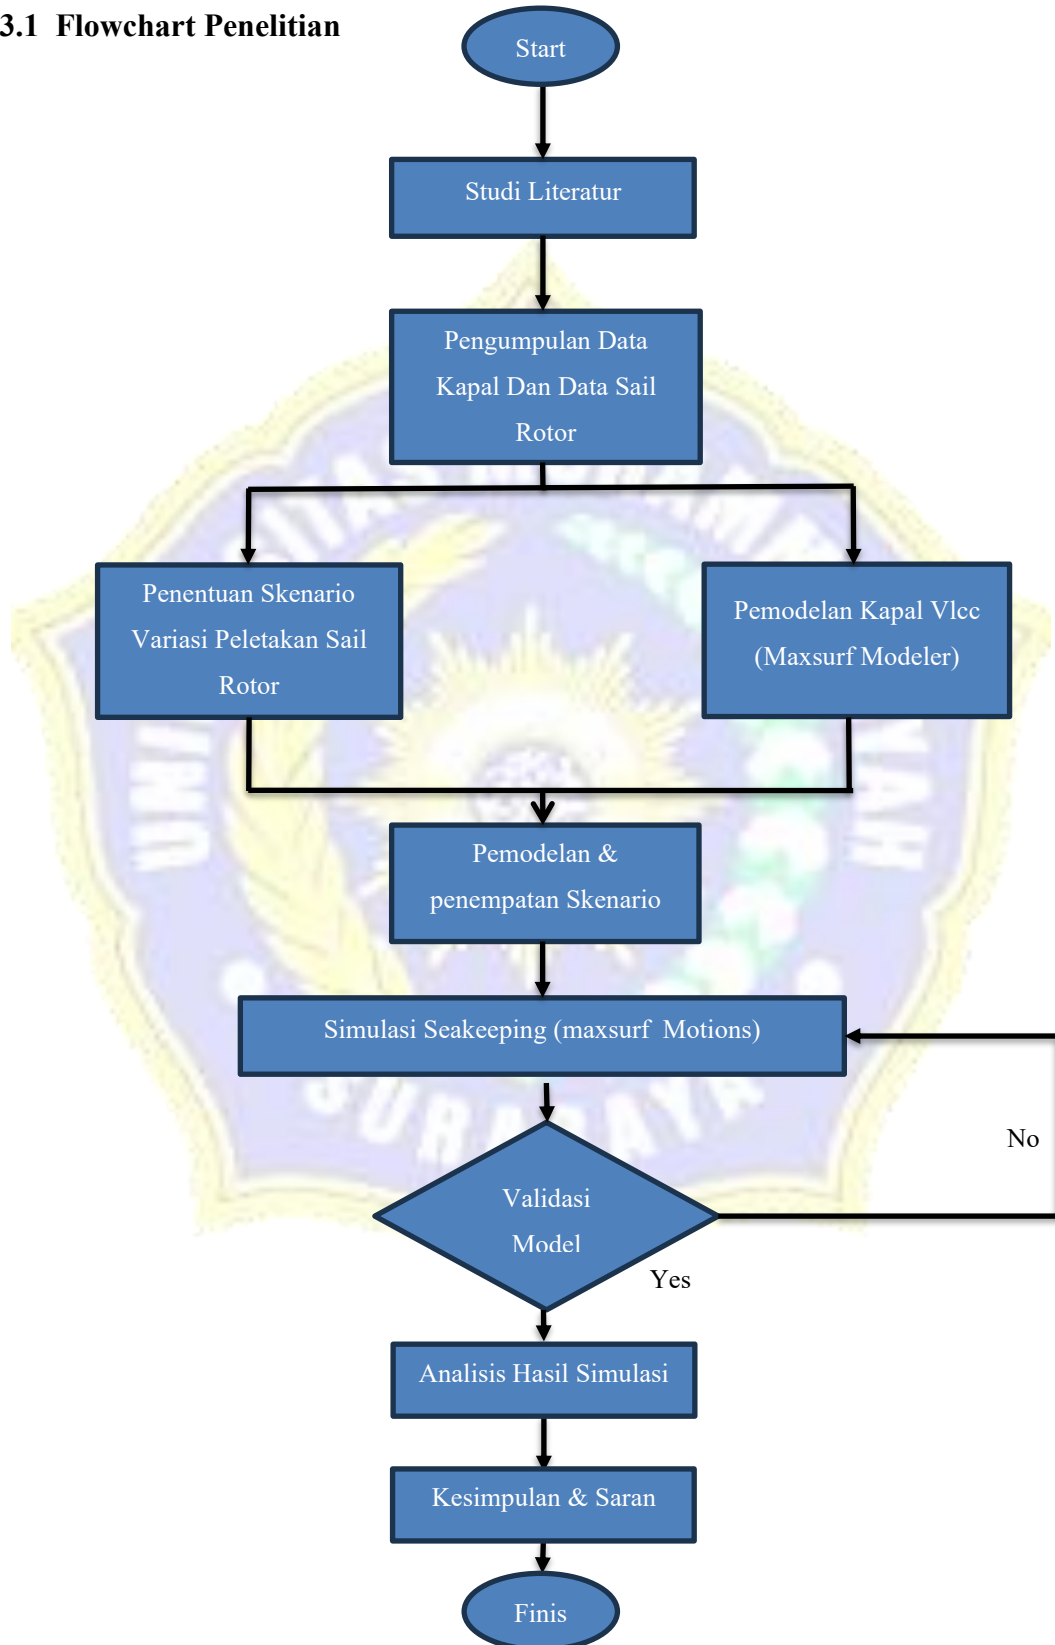 3.1 Flowchart Penelitian
Start
Studi Literatur
Pengumpulan Data
Kapal Dan Data Sail
Rotor
Penentuan Skenario
Variasi Peletakan Sail
Rotor
Pemodelan Kapal Vlcc
(Maxsurf Modeler)
Pemodelan &
penempatan Skenario
Simulasi Seakeeping (maxsurf Motions)
No
Validasi
Model
Yes
Analisis Hasil Simulasi
Kesimpulan & Saran
Finis
SURABAYA